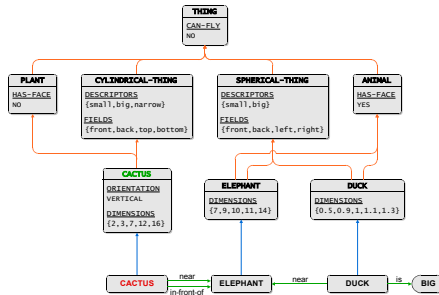 THING
CAN-FLY
NO
PLANT
HAS-FACE
NO
CYLINDRICAL-THING
DESCRIPTORS
{small,big,narrow}
FIELDS
{front,back,top,bottom}
SPHERICAL-THING
DESCRIPTORS
{small,big}
FIELDS
{front,back,left,right}
ANIMAL
HAS-FACE
YES
CACTUS
ORIENTATION
VERTICAL
DIMENSIONS
{2,3,7,12,16}
ELEPHANT
DIMENSIONS
{7,9,10,11,14}
DUCK
DIMENSIONS
{0.5,0.9,1,1.1,1.3}
CACTUS
near
in-front-of
ELEPHANT
near
DUCK
is
BIG